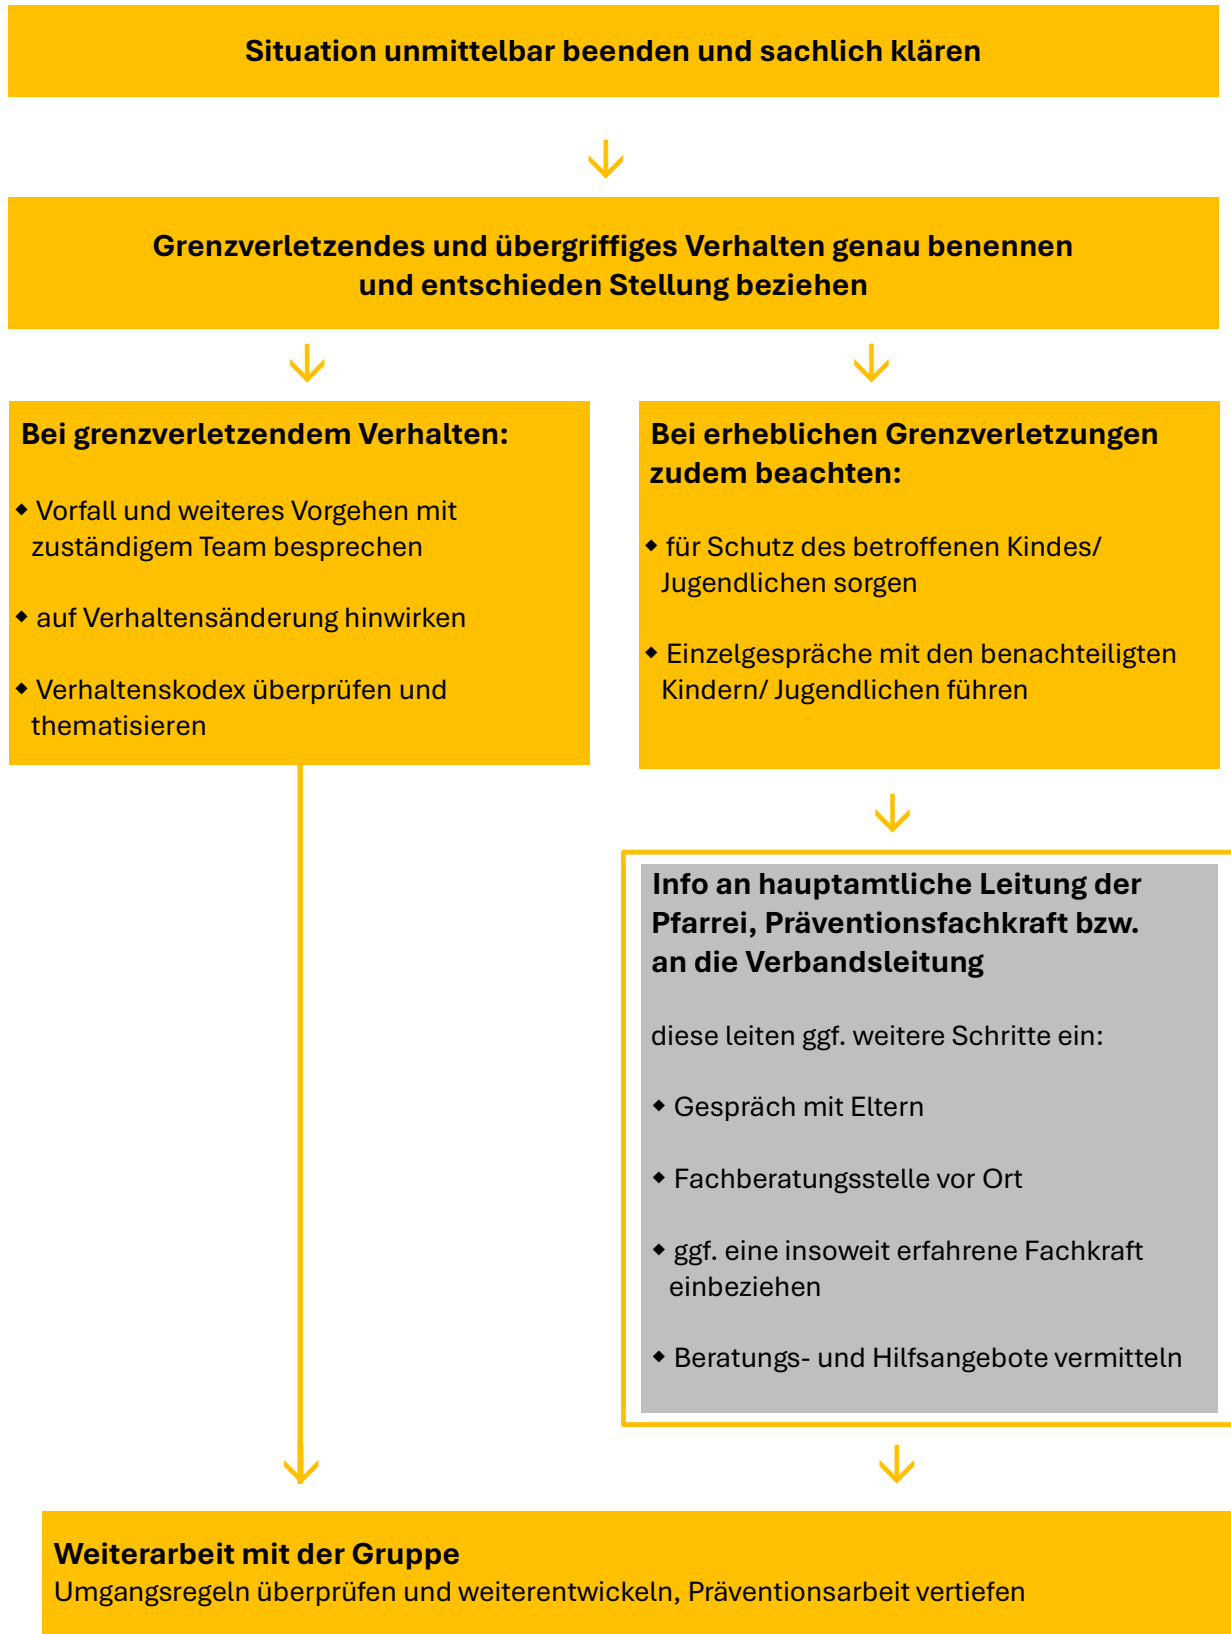 Situation unmittelbar beenden und sachlich klären
Grenzverletzendes und übergriffiges Verhalten genau benennen
und entschieden Stellung beziehen
Bei grenzverletzendem Verhalten:
◆ Vorfall und weiteres Vorgehen mit
zuständigem Team besprechen
◆ auf Verhaltensänderung hinwirken
◆ Verhaltenskodex überprüfen und
thematisieren
Bei erheblichen Grenzverletzungen
zudem beachten:
◆ für Schutz des betroffenen Kindes/
Jugendlichen sorgen
◆ Einzelgespräche mit den benachteiligten
Kindern/ Jugendlichen führen
Info an hauptamtliche Leitung der
Pfarrei, Präventionsfachkraft bzw.
an die Verbandsleitung
diese leiten ggf. weitere Schritte ein:
◆ Gespräch mit Eltern
◆ Fachberatungsstelle vor Ort
◆ ggf. eine insoweit erfahrene Fachkraft
einbeziehen
◆ Beratungs- und Hilfsangebote vermitteln
Weiterarbeit mit der Gruppe
Umgangsregeln überprüfen und weiterentwickeln, Präventionsarbeit vertiefen